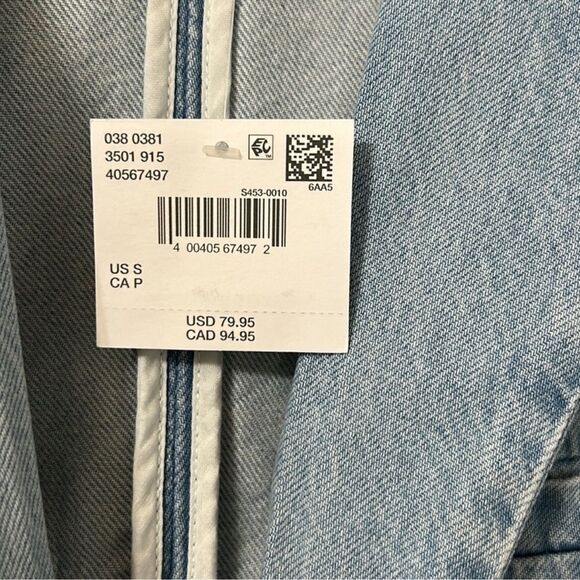 038 0381
3501 915
40567497
6AA5
S453-0010
4 00405 67497 2
US S
CA P
USD 79.95
CAD 94.95